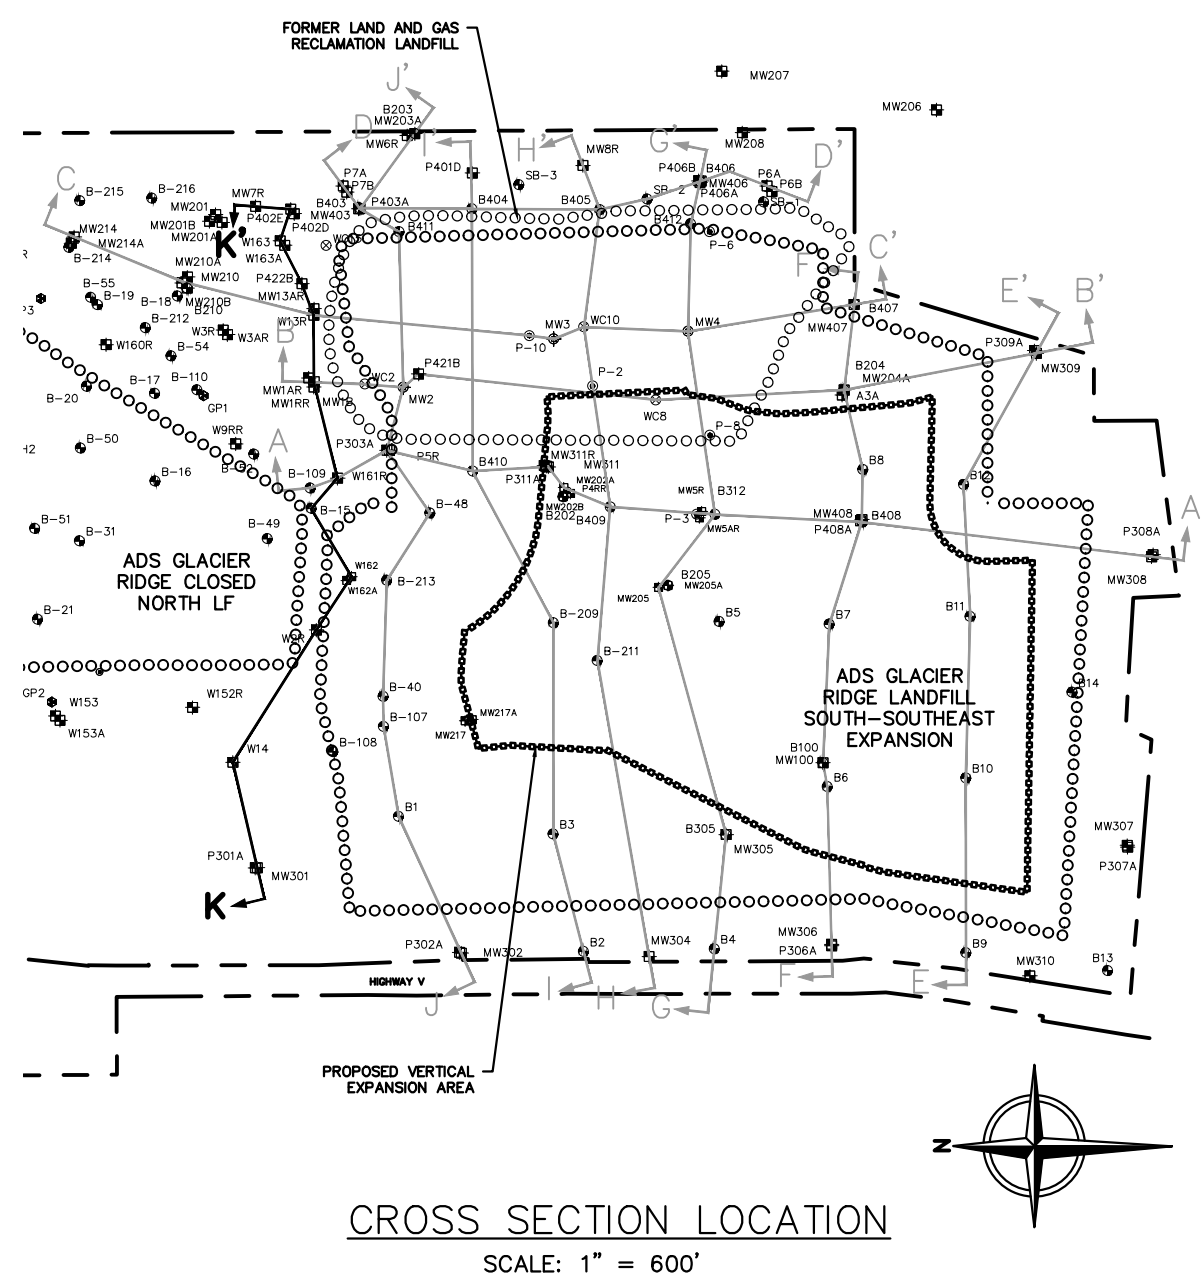 FORMER LAND AND GAS
RECLAMATION LANDFILL
MW207
MW206
J'
B203
MW203A
MW6R
D
I'
H'
G'
MW208
D'
P401D
MW8R
P406B
B406
MW406
P406A
P6A
P6B
SB-1
SB-2
SB-3
P7A
P7B
B403
MW403
P403A
B404
B405
B412
B411
P-6
C
B-215
B-216
MW7R
MW201
MW201B
MW201A
P402E
P402D
K'
W163
W163A
MW214
MW214A
B-214
MW210A
MW210
MW210B
B210
P422B
MW13AR
W13R
B-55
B-19
B-18
B-212
W3R
W3AR
W160R
B-54
F'
C'
E'
B'
B407
MW407
P309A
MW309
MW3
P-10
WC10
MW4
B
WC2
MW2
P421B
P-2
WC8
B204
MW204A
A3A
B-20
B-17
B-110
GP1
MW1AR
MW1RR
MW1B
W9RR
B-50
H2
B-52
A
P303A
P5R
B410
MW311R
MW311
P311A
P-8
B8
B12
B-109
W161R
B-16
B-15
B-48
MW202A
P4RR
MW202B
B202
B409
MW5R
B312
P-3
MW5AR
MW408
B408
P408A
A'
P308A
MW308
B-51
B-31
B-49
ADS GLACIER
RIDGE CLOSED
NORTH LF
W162
W162A
B-213
B205
MW205
MW205A
B-21
W2R
B-209
B5
B7
B11
B-211
ADS GLACIER
RIDGE LANDFILL
SOUTH-SOUTHEAST
EXPANSION
GP2
W153
W153A
W152R
B-40
B-107
MW217A
MW217
B14
W14
B-108
B100
MW100
B6
B10
B1
B3
B305
MW305
MW307
P307A
P301A
MW301
K
P302A
MW302
B2
MW304
B4
MW306
P306A
B9
MW310
B13
HIGHWAY V
J
I
H
G
F
E
PROPOSED VERTICAL
EXPANSION AREA
N
CROSS SECTION LOCATION
SCALE: 1" = 600'